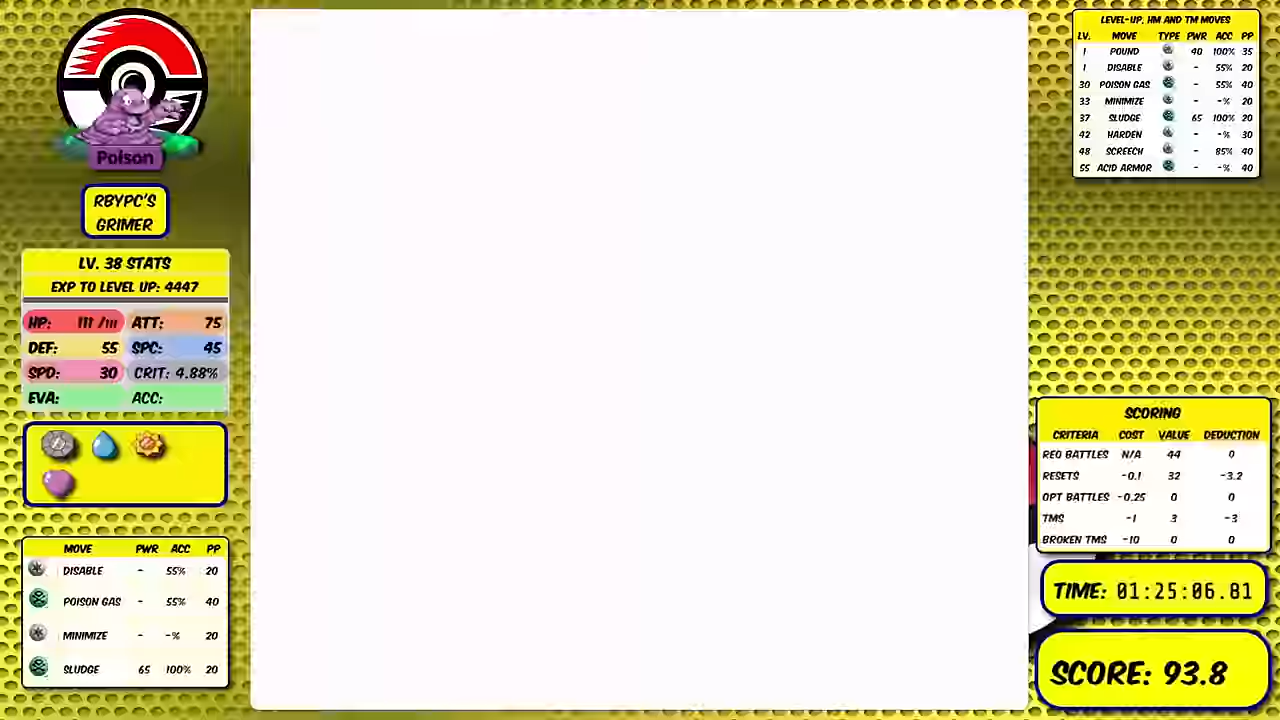 Poison
RBYPC'S
GRIMER
LV. 38 STATS
EXP TO LEVEL UP: 4447
HP: 111 /111 ATT: 75
DEF: 55 SPC: 45
SPD: 30 CRIT: 4.88%
EVA: ACC:
MOVE PWR ACC PP
DISABLE - 55% 20
POISON GAS - 55% 40
MINIMIZE - -% 20
SLUDGE 65 100% 20
LEVEL-UP, HM AND TM MOVES
LV. MOVE TYPE PWR ACC PP
1 POUND 40 100% 35
1 DISABLE - 55% 20
30 POISON GAS - 55% 40
33 MINIMIZE - -% 20
37 SLUDGE 65 100% 20
42 HARDEN - -% 30
48 SCREECH - 85% 40
55 ACID ARMOR - -% 40
SCORING
CRITERIA COST VALUE DEDUCTION
REQ BATTLES N/A 44 0
RESETS -0.1 32 -3.2
OPT BATTLES -0.25 0 0
TMS -1 3 -3
BROKEN TMS -10 0 0
TIME: 01:25:06.81
SCORE: 93.8